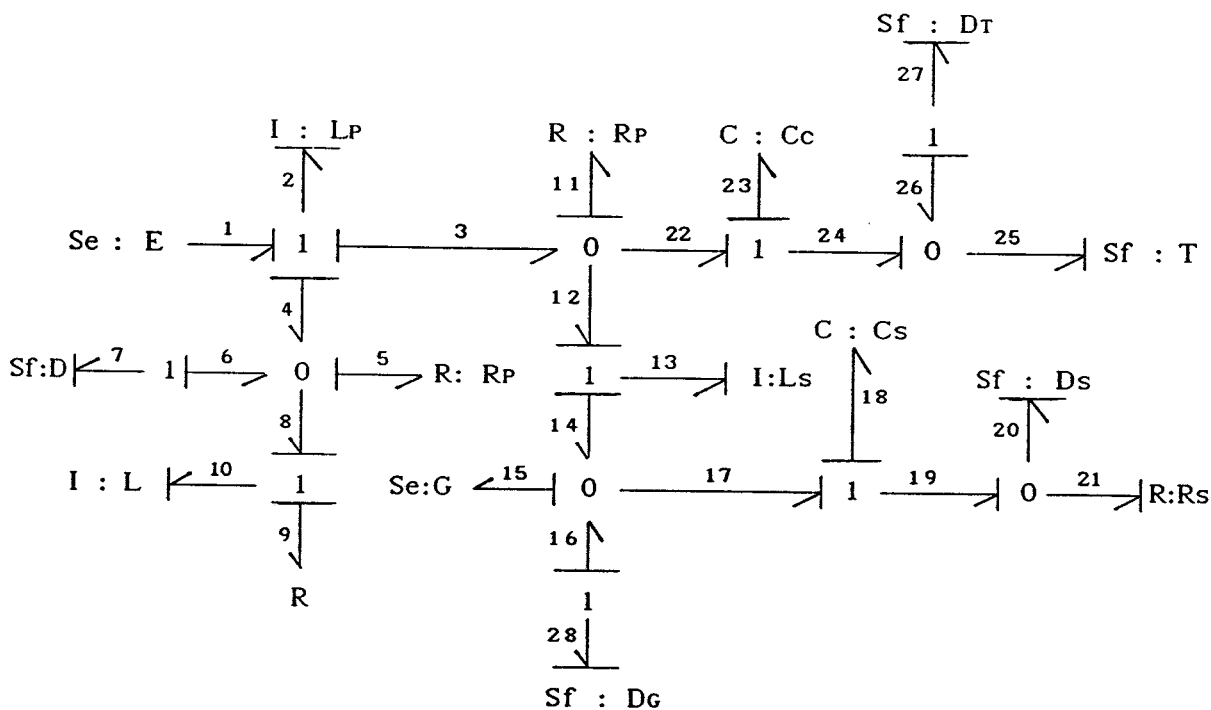 Sf : DT
27
I : LP
R : RP
C : Cc
1
2
11
23
26
Se : E
1
1
3
0
22
1
24
0
25
Sf : T
4
12
C : Cs
Sf:D
7
1
6
0
5
R: RP
1
13
I:Ls
18
Sf : Ds
8
14
20
I : L
10
1
Se:G
15
0
17
1
19
0
21
R:Rs
9
16
R
1
28
Sf : DG